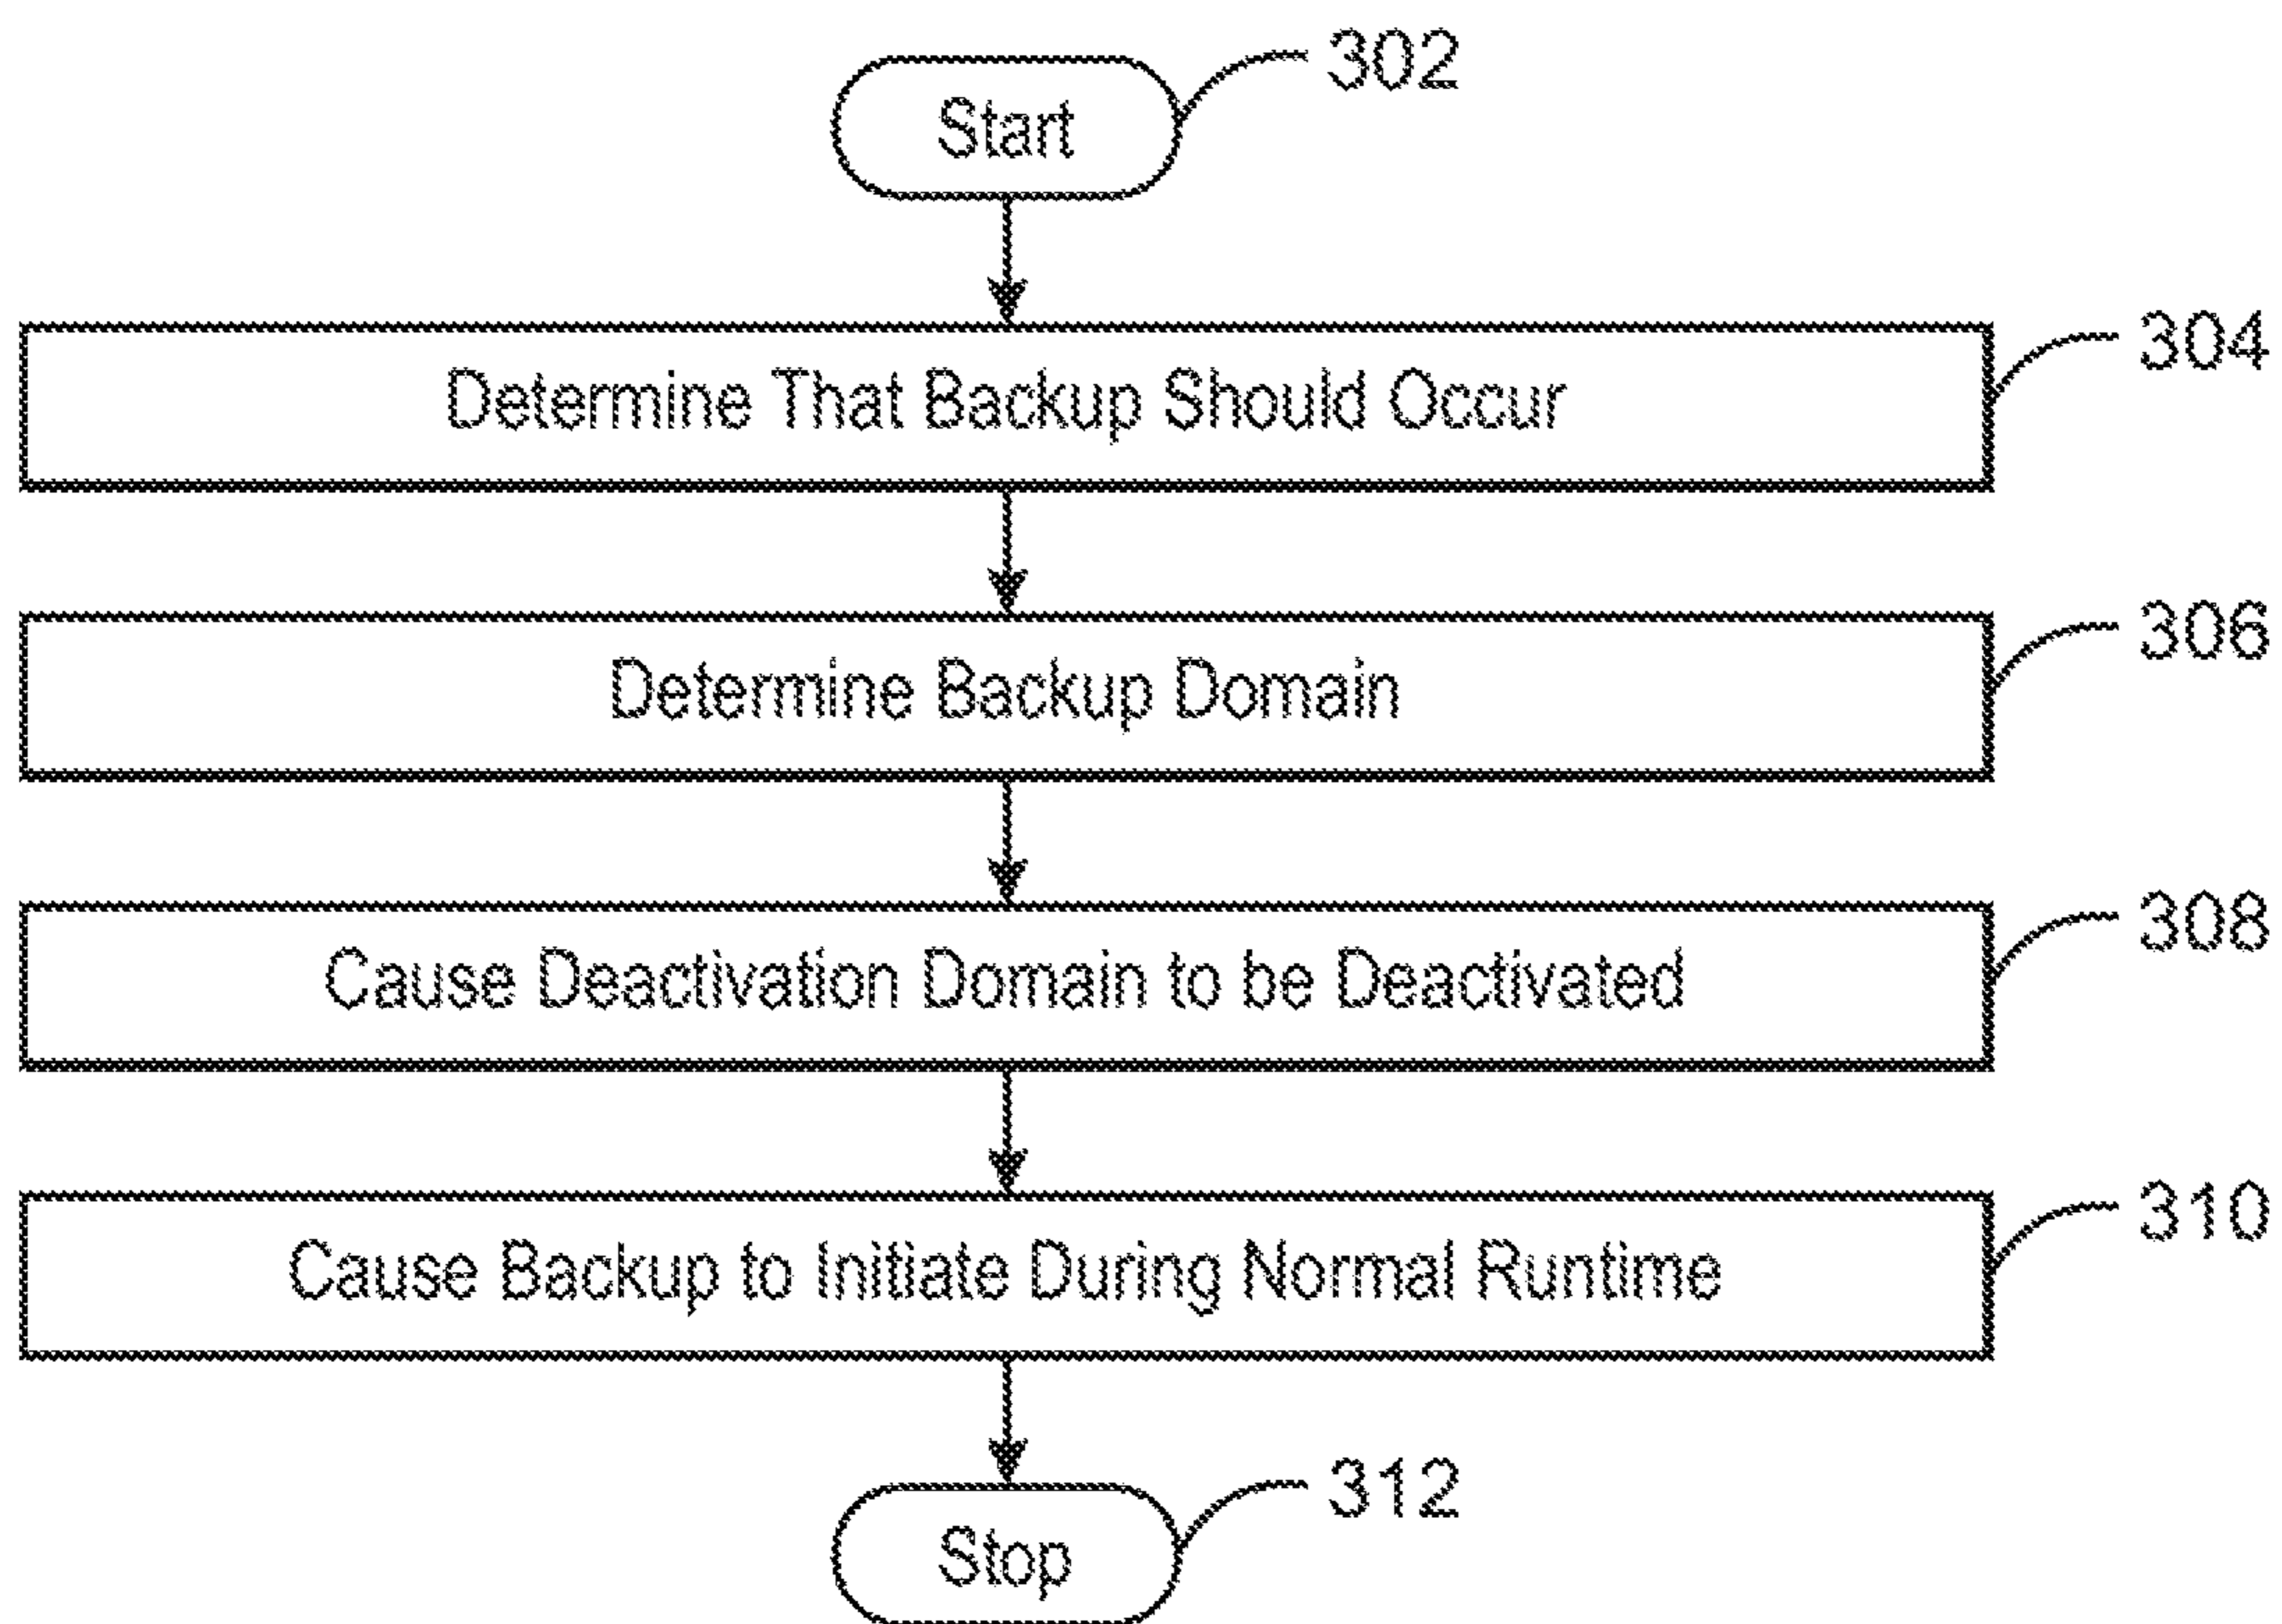 Start
302
Determine That Backup Should Occur
304
Determine Backup Domain
306
Cause Deactivation Domain to be Deactivated
308
Cause Backup to Initiate During Normal Runtime
310
Stop
312